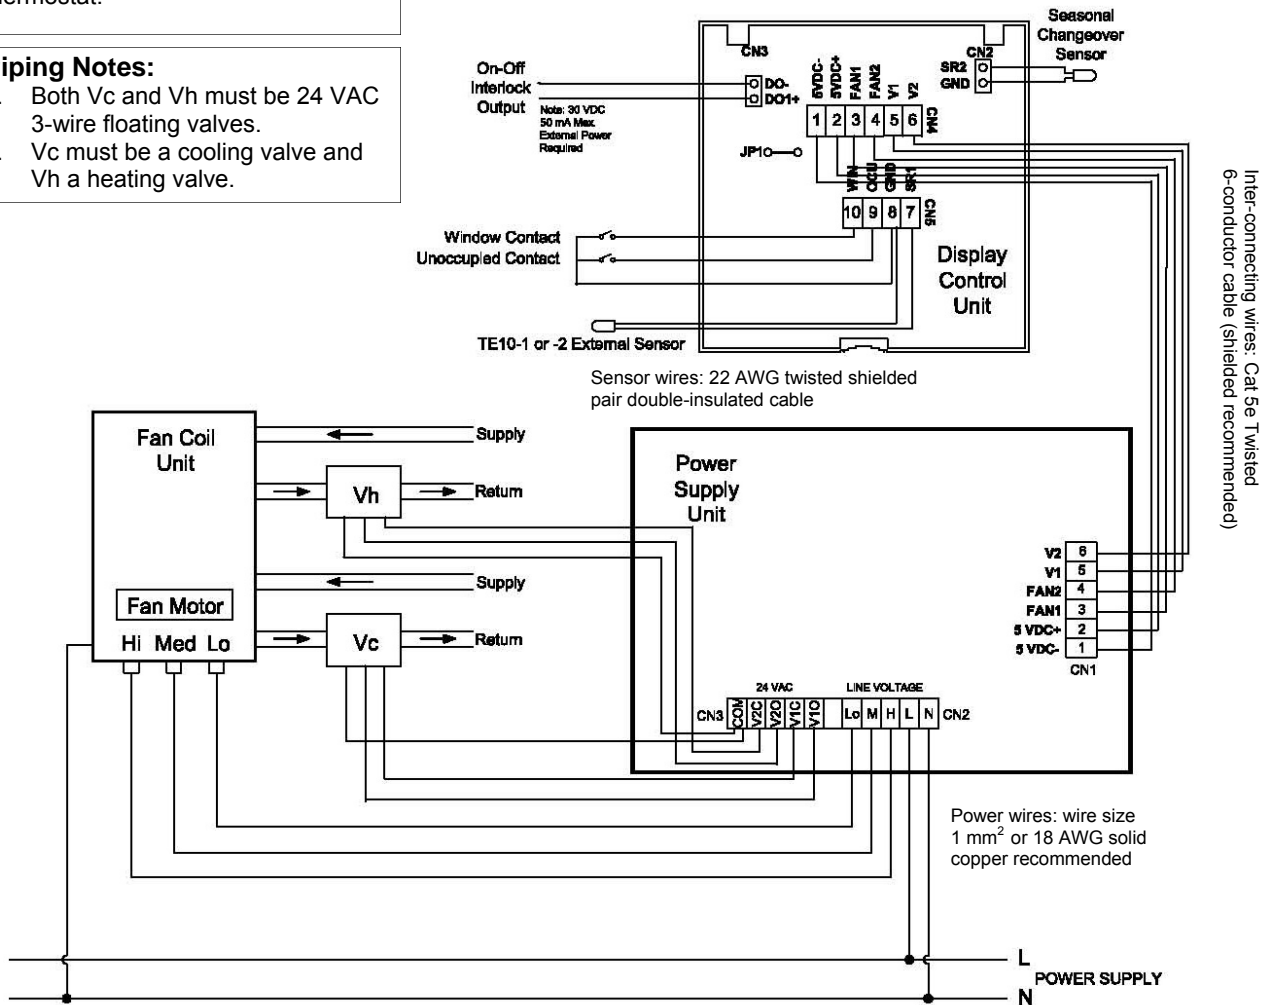 Piping Notes:
Both Vc and Vh must be 24 VAC
3-wire floating valves.
Vc must be a cooling valve and
Vh a heating valve.
Seasonal
Changeover
Sensor
CN3
CN2
SR2
GND
On-Off
Interlock
Output
DO-
DO1+
Note: 30 VDC
50 mA Max.
External Power
Required
5VDC-
5VDC+
FAN1
FAN2
V1
V2
1 2 3 4 5 6
CN4
JP1
WIN
OCU
GND
SR1
10 9 8 7
CN5
Window Contact
Unoccupied Contact
Display
Control
Unit
TE10-1 or -2 External Sensor
Sensor wires: 22 AWG twisted shielded
pair double-insulated cable
Inter-connecting wires: Cat 5e Twisted
6-conductor cable (shielded recommended)
Fan Coil
Unit
Supply
Vh
Return
Supply
Fan Motor
Hi Med Lo
Vc
Return
Power
Supply
Unit
V2 6
V1 5
FAN2 4
FAN1 3
5 VDC+ 2
5 VDC- 1
CN1
24 VAC
LINE VOLTAGE
CN3 COM V2C V2O V1C V1O Lo M H L N CN2
Power wires: wire size
1 mm² or 18 AWG solid
copper recommended
L
POWER SUPPLY
N